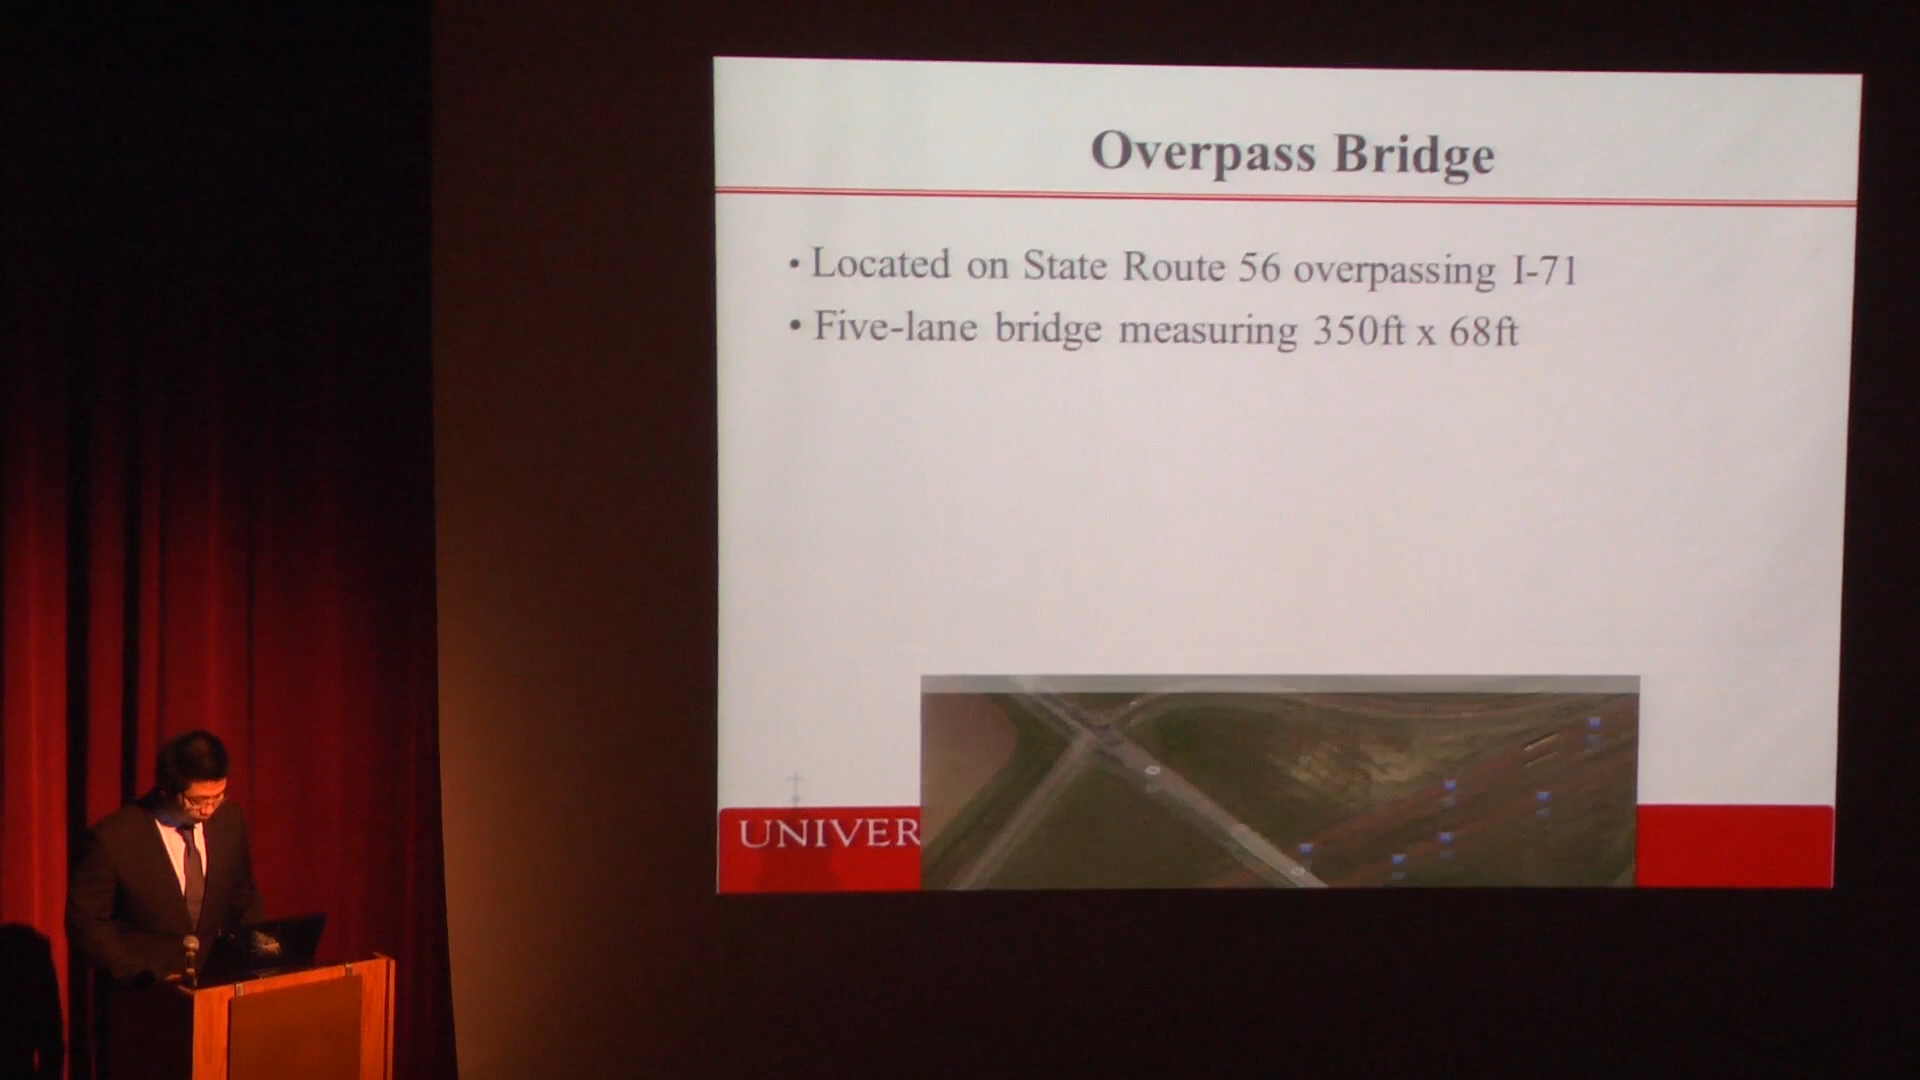 Overpass Bridge
• Located on State Route 56 overpassing I-71
• Five-lane bridge measuring 350ft x 68ft
UNIVER